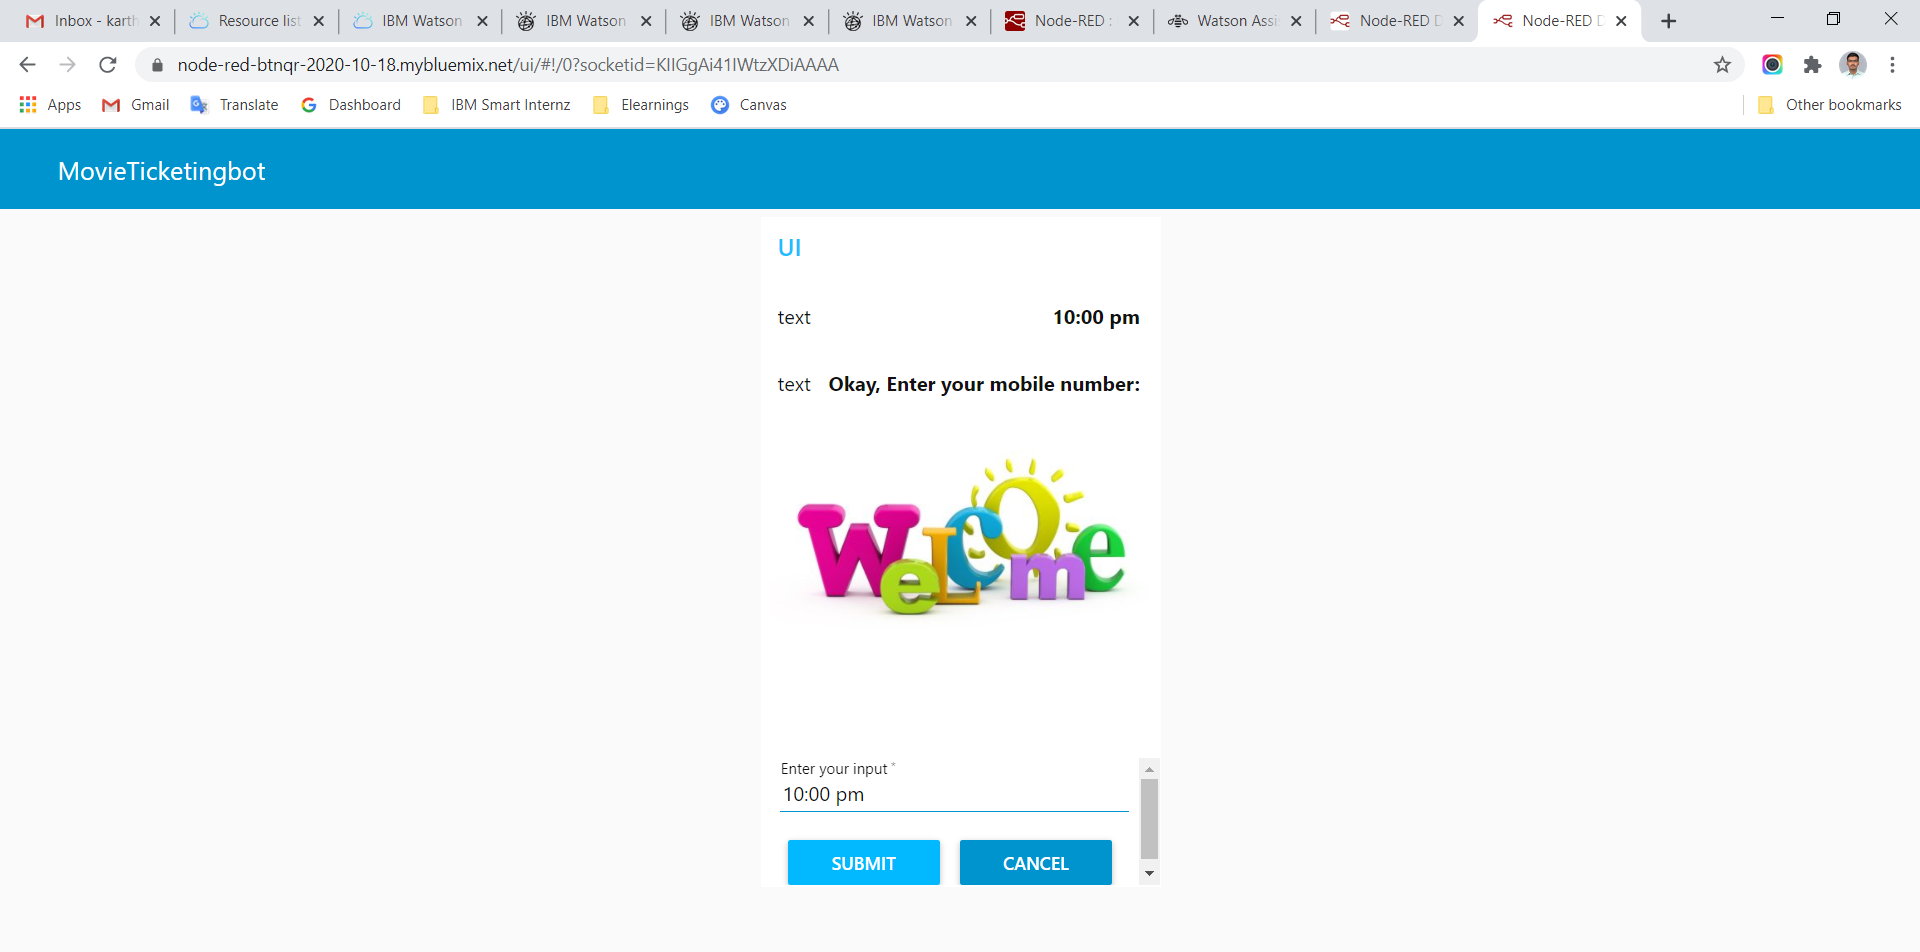 Inbox - karth
Resource list
IBM Watson
IBM Watson
IBM Watson
IBM Watson
Node-RED :
Watson Assi
Node-RED D
Node-RED D
node-red-btnqr-2020-10-18.mybluemix.net/ui/#!/0?socketid=KIIGgAi41IWtzXDiAAAA
Apps Gmail Translate Dashboard IBM Smart Internz Elearnings Canvas Other bookmarks
MovieTicketingbot
UI
text 10:00 pm
text Okay, Enter your mobile number:
WeLcOme
Enter your input *
10:00 pm
SUBMIT CANCEL